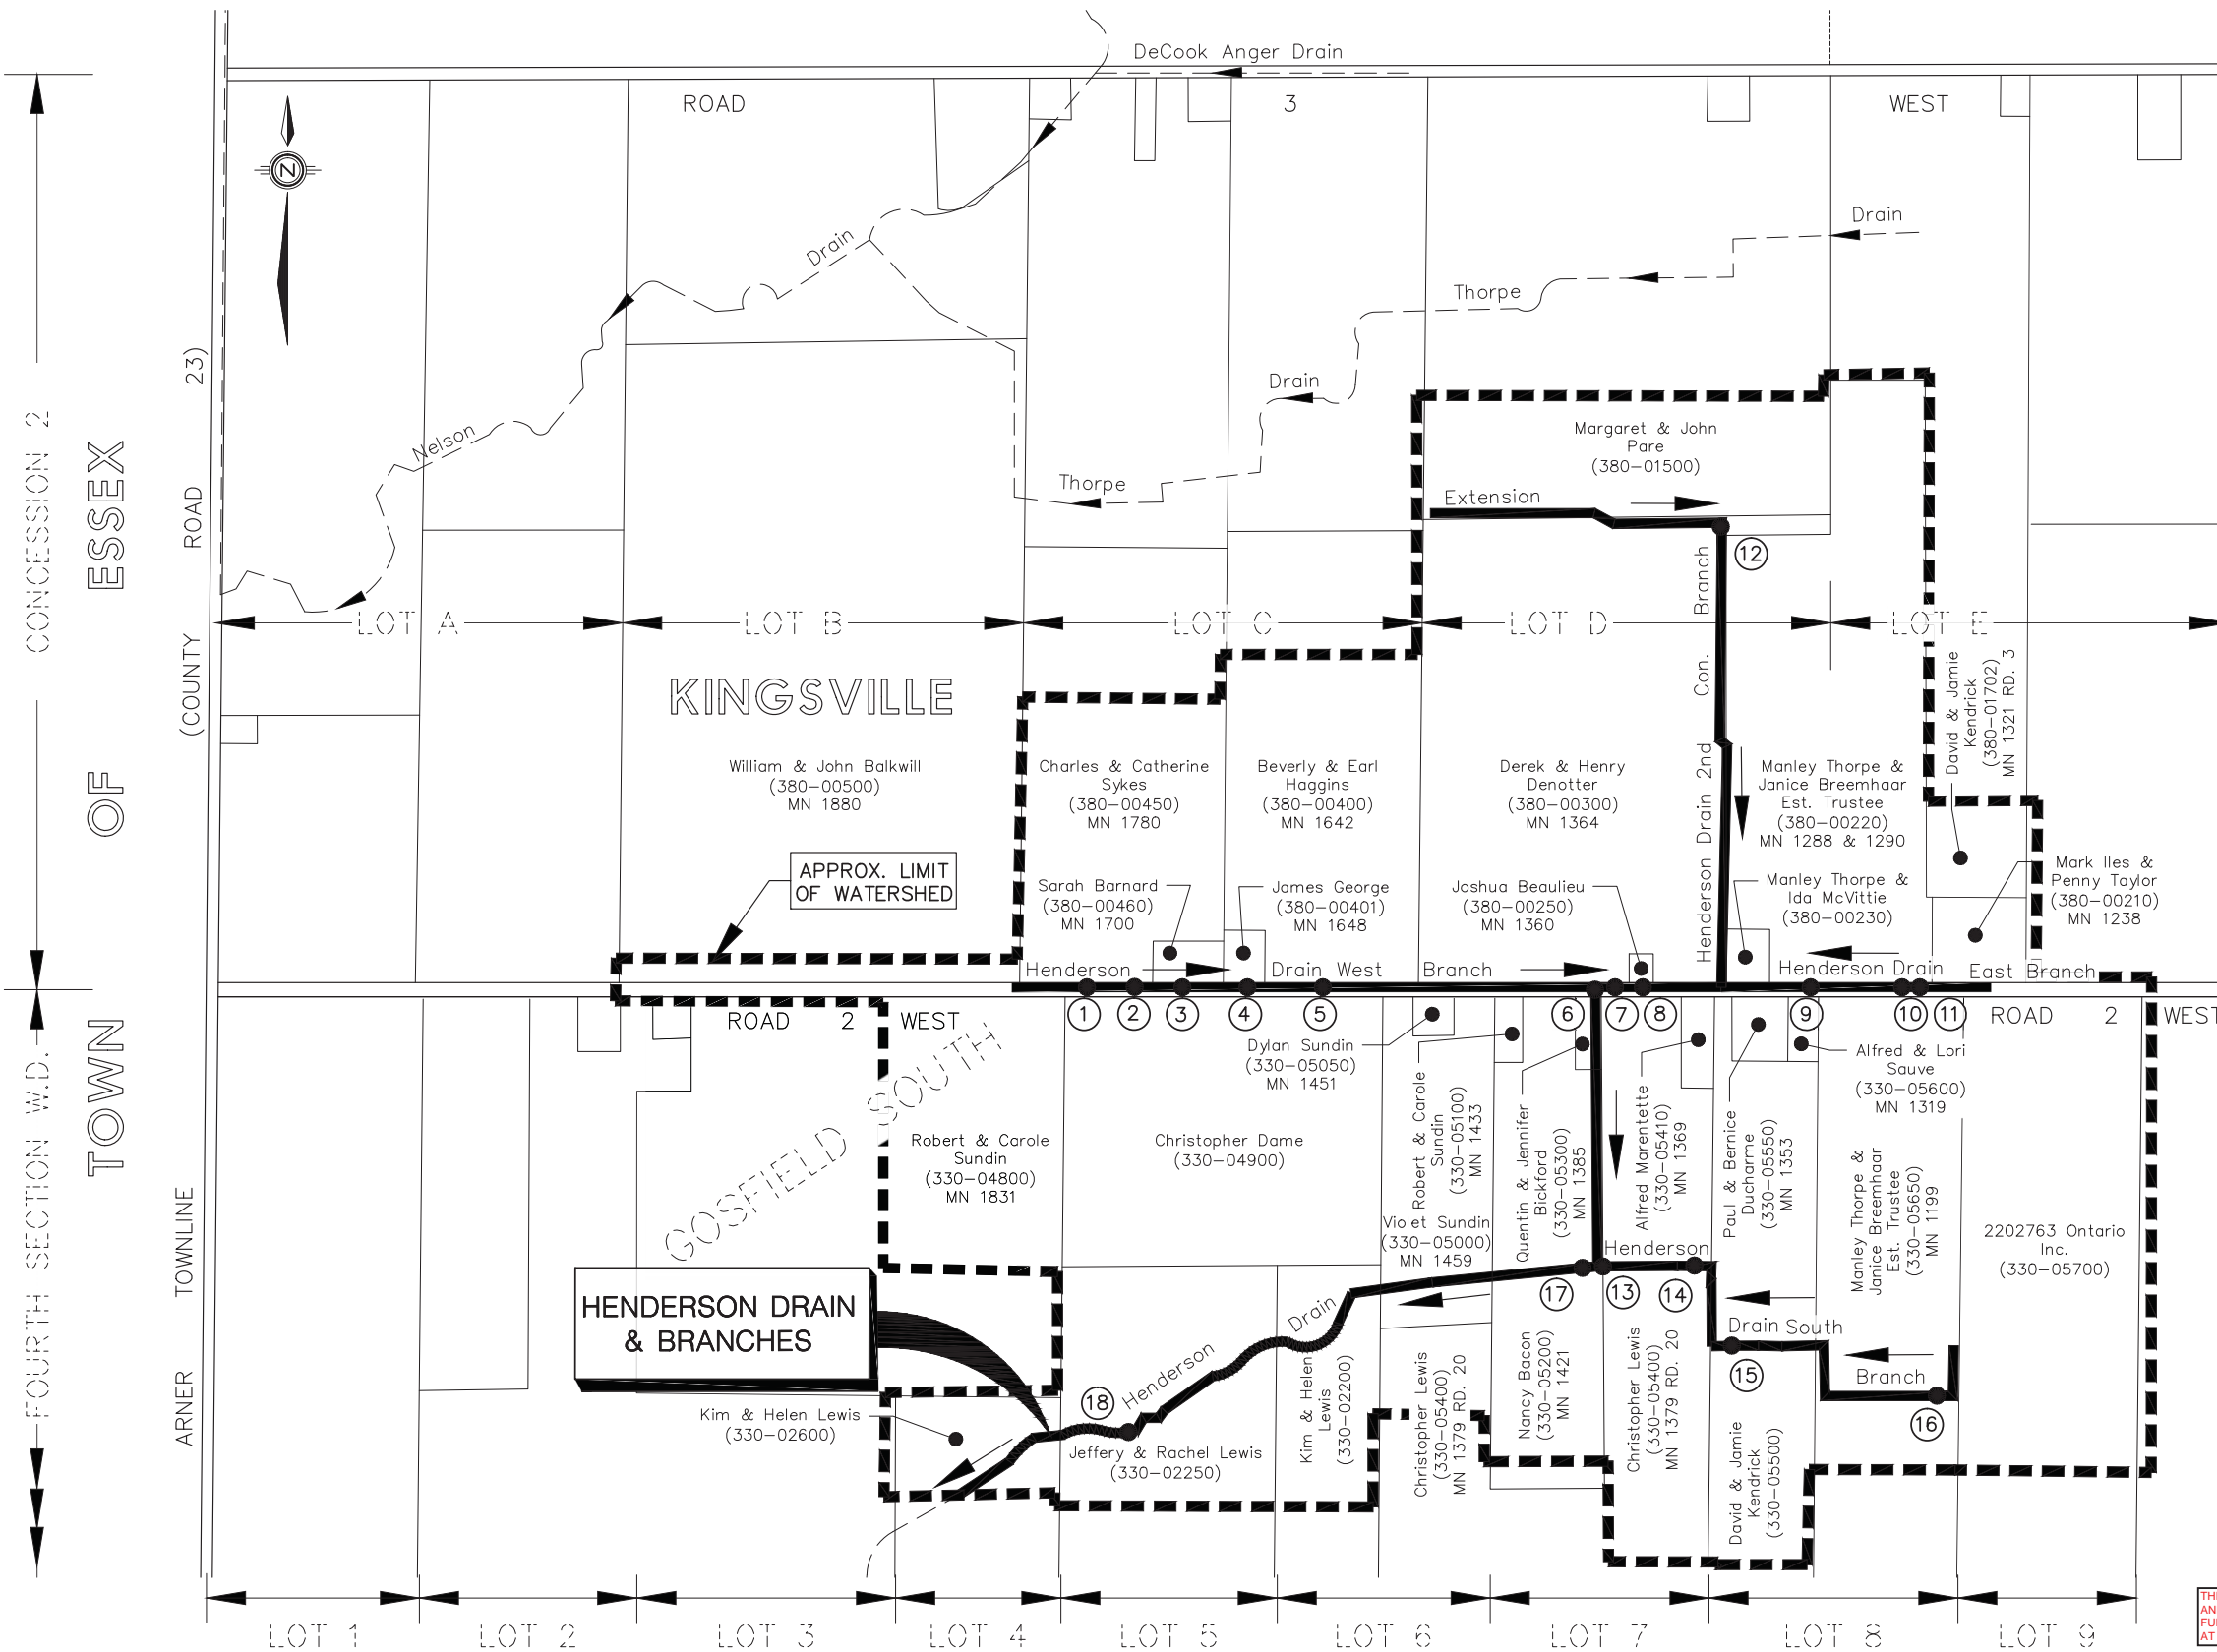 DeCook Anger Drain
ROAD 3 WEST
N
Drain
Drain
Thorpe
Drain
Nelson
Thorpe
Margaret & John
Pare
(380-01500)
Extension
12
CONCESSION 2
ESSEX
ROAD 23)
(COUNTY
LOT A
LOT B
LOT C
LOT D
LOT E
Henderson Drain 2nd Con. Branch
David & Jamie
Kendrick
(380-01702)
MN 1321 RD. 3
KINGSVILLE
William & John Balkwill
(380-00500)
MN 1880
Charles & Catherine
Sykes
(380-00450)
MN 1780
Beverly & Earl
Haggins
(380-00400)
MN 1642
Derek & Henry
Denotter
(380-00300)
MN 1364
Manley Thorpe &
Janice Breemhaar
Est. Trustee
(380-00220)
MN 1288 & 1290
OF
APPROX. LIMIT
OF WATERSHED
Sarah Barnard
(380-00460)
MN 1700
James George
(380-00401)
MN 1648
Joshua Beaulieu
(380-00250)
MN 1360
Manley Thorpe &
Ida McVittie
(380-00230)
Mark Iles &
Penny Taylor
(380-00210)
MN 1238
Henderson Drain West Branch
Henderson Drain East Branch
1 2 3 4 5 6 7 8 9 10 11
ROAD 2 WEST
ROAD 2 WEST
TOWN
FOURTH SECTION W.D.
ARNER TOWNLINE
GOSFIELD SOUTH
Dylan Sundin
(330-05050)
MN 1451
Alfred & Lori
Sauve
(330-05600)
MN 1319
Robert & Carole
Sundin
(330-04800)
MN 1831
Christopher Dame
(330-04900)
Robert & Carole
Sundin
(330-05100)
MN 1433
Violet Sundin
(330-05000)
MN 1459
Quentin & Jennifer
Bickford
(330-05300)
MN 1385
Alfred Marentette
(330-05410)
MN 1369
Paul & Bernice
Ducharme
(330-05550)
MN 1353
Manley Thorpe &
Janice Breemhaar
Est. Trustee
(330-05650)
MN 1199
2202763 Ontario
Inc.
(330-05700)
HENDERSON DRAIN
& BRANCHES
Henderson
17 13 14
Drain South
15
Branch
16
Henderson Drain
18
Kim & Helen Lewis
(330-02600)
Jeffery & Rachel Lewis
(330-02250)
Kim & Helen
Lewis
(330-02200)
Christopher Lewis
(330-05400)
MN 1379 RD. 20
Nancy Bacon
(330-05200)
MN 1421
Christopher Lewis
(330-05400)
MN 1379 RD. 20
David & Jamie
Kendrick
(330-05500)
LOT 1
LOT 2
LOT 3
LOT 4
LOT 5
LOT 6
LOT 7
LOT 8
LOT 9